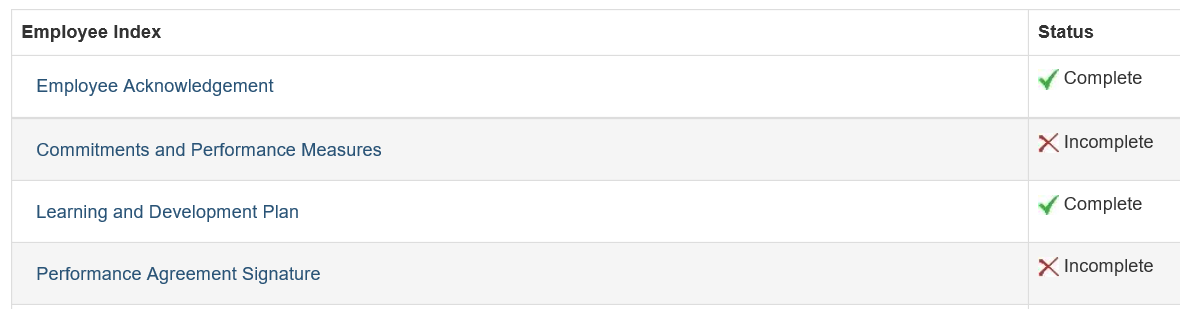 Employee Index Status
Employee Acknowledgement Complete
Commitments and Performance Measures Incomplete
Learning and Development Plan Complete
Performance Agreement Signature Incomplete